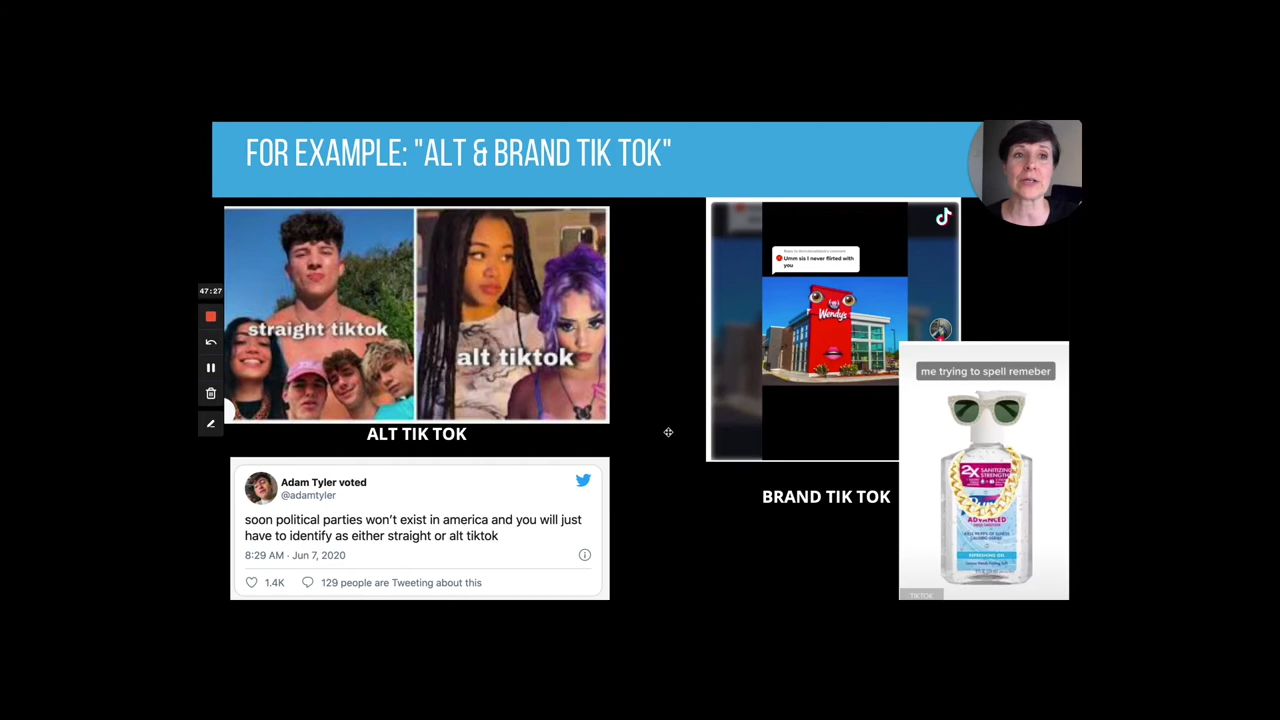 FOR EXAMPLE: "ALT & BRAND TIK TOK"
47:27
straight tiktok
alt tiktok
ALT TIK TOK
Adam Tyler voted
@adamtyler
soon political parties won't exist in america and you will just
have to identify as either straight or alt tiktok
8:29 AM · Jun 7, 2020
1.4K
129 people are Tweeting about this
Umm sis I never flirted with
you
Wendy's
BRAND TIK TOK
me trying to spell remeber
2X SANITIZING
STRENGTH
ADVANCED
REFRESHING GEL
TIKTOK